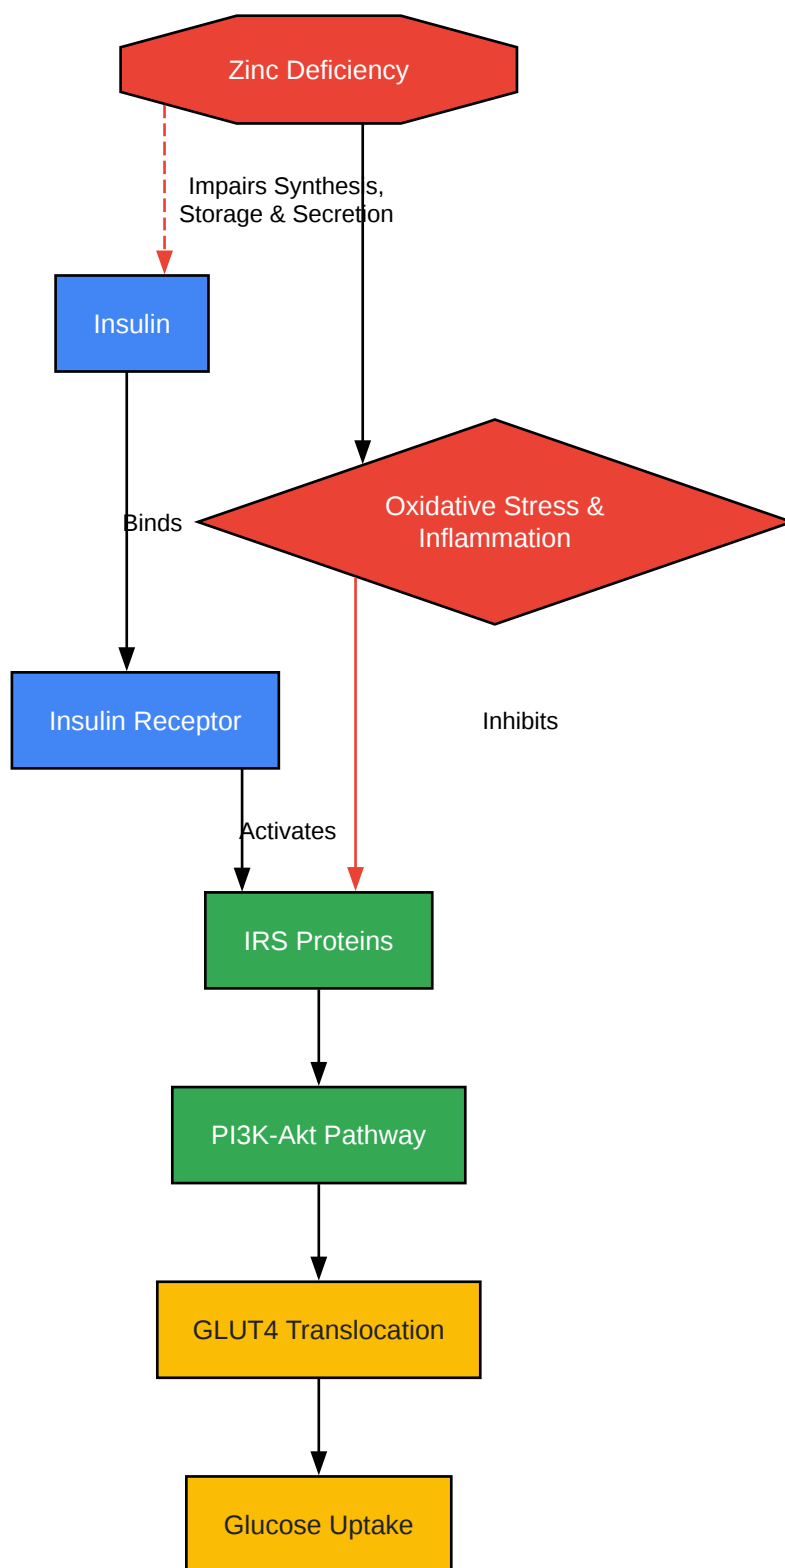 Zinc Deficiency
Impairs Synthesis,
Storage & Secretion
Insulin
Oxidative Stress &
Inflammation
Binds
Insulin Receptor
Inhibits
Activates
IRS Proteins
PI3K-Akt Pathway
GLUT4 Translocation
Glucose Uptake